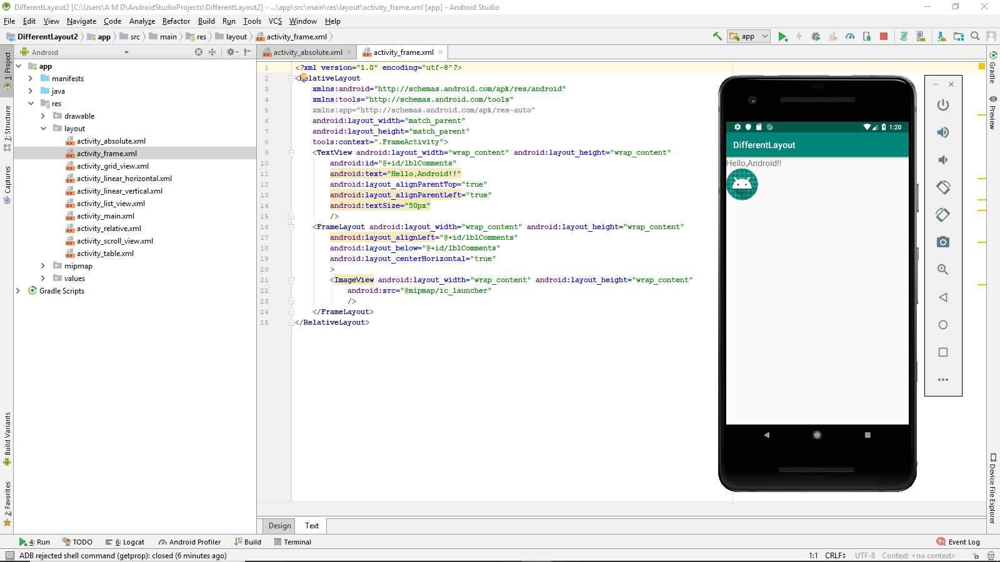 DifferentLayout2 [C:\Users\A M D\AndroidStudioProjects\DifferentLayout2] - ...\app\src\main\res\layout\activity_frame.xml [app] - Android Studio
File Edit View Navigate Code Analyze Refactor Build Run Tools VCS Window Help
DifferentLayout2 app src main res layout activity_frame.xml app
1: Project
7: Structure
Captures
Build Variants
2: Favorites
Android
app
manifests
java
res
drawable
layout
activity_absolute.xml
activity_frame.xml
activity_grid_view.xml
activity_linear_horizontal.xml
activity_linear_vertical.xml
activity_list_view.xml
activity_main.xml
activity_relative.xml
activity_scroll_view.xml
activity_table.xml
mipmap
values
Gradle Scripts
activity_absolute.xml activity_frame.xml
1 <?xml version="1.0" encoding="utf-8"?>
2 <RelativeLayout
3 xmlns:android="http://schemas.android.com/apk/res/android"
4 xmlns:tools="http://schemas.android.com/tools"
5 xmlns:app="http://schemas.android.com/apk/res-auto"
6 android:layout_width="match_parent"
7 android:layout_height="match_parent"
8 tools:context=".FrameActivity">
9 <TextView android:layout_width="wrap_content" android:layout_height="wrap_content"
10 android:id="@+id/lblComments"
11 android:text="Hello,Android!!"
12 android:layout_alignParentTop="true"
13 android:layout_alignParentLeft="true"
14 android:textSize="50px"
15 />
16 <FrameLayout android:layout_width="wrap_content" android:layout_height="wrap_content"
17 android:layout_alignLeft="@+id/lblComments"
18 android:layout_below="@+id/lblComments"
19 android:layout_centerHorizontal="true"
20 >
21 <ImageView android:layout_width="wrap_content" android:layout_height="wrap_content"
22 android:src="@mipmap/ic_launcher"
23 />
24 </FrameLayout>
25 </RelativeLayout>
1:20
DifferentLayout
Hello,Android!!
Gradle
Preview
Device File Explorer
Design Text
4: Run TODO 6: Logcat Android Profiler Build Terminal 9+ Event Log
ADB rejected shell command (getprop): closed (6 minutes ago) 1:1 CRLF UTF-8 Context: <no context>